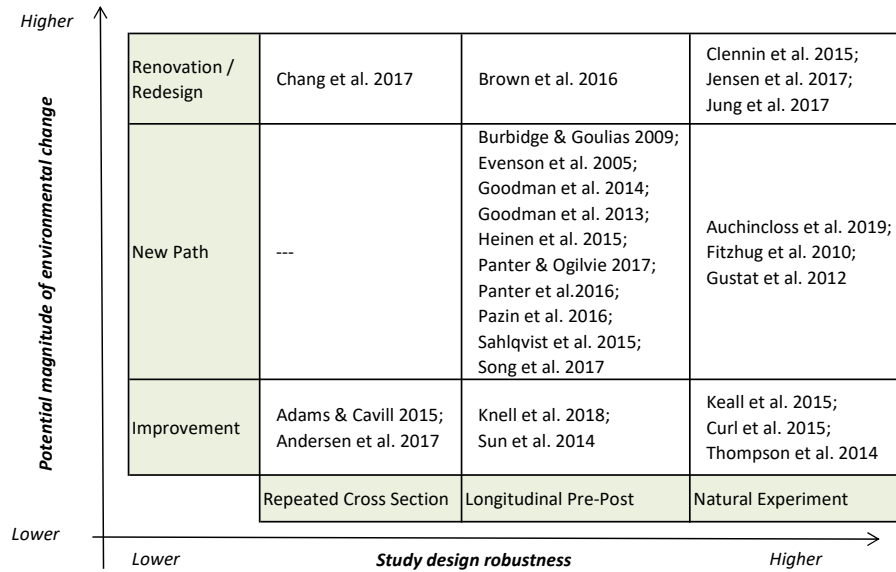 Higher
Potential magnitude of environmental change
Renovation /
Redesign
Chang et al. 2017
Brown et al. 2016
Clennin et al. 2015;
Jensen et al. 2017;
Jung et al. 2017
New Path
---
Burbidge & Goulias 2009;
Evenson et al. 2005;
Goodman et al. 2014;
Goodman et al. 2013;
Heinen et al. 2015;
Panter & Ogilvie 2017;
Panter et al.2016;
Pazin et al. 2016;
Sahlqvist et al. 2015;
Song et al. 2017
Auchincloss et al. 2019;
Fitzhug et al. 2010;
Gustat et al. 2012
Improvement
Adams & Cavill 2015;
Andersen et al. 2017
Knell et al. 2018;
Sun et al. 2014
Keall et al. 2015;
Curl et al. 2015;
Thompson et al. 2014
Repeated Cross Section
Longitudinal Pre-Post
Natural Experiment
Lower
Lower
Study design robustness
Higher